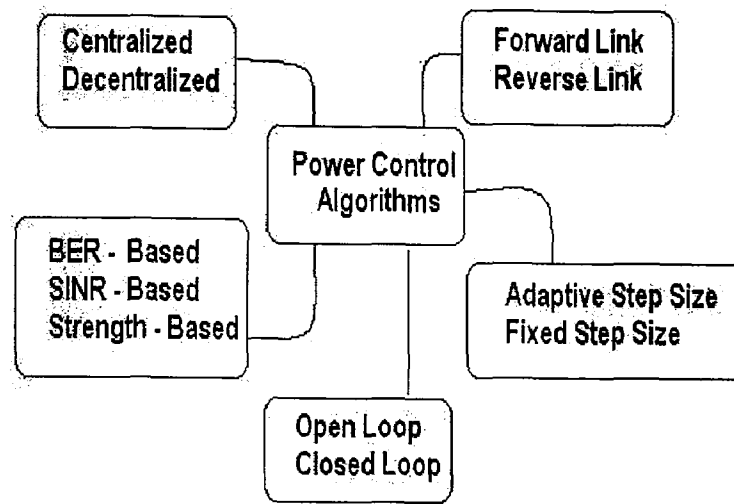 Centralized
Decentralized
Forward Link
Reverse Link
Power Control
Algorithms
BER - Based
SINR - Based
Strength - Based
Adaptive Step Size
Fixed Step Size
Open Loop
Closed Loop